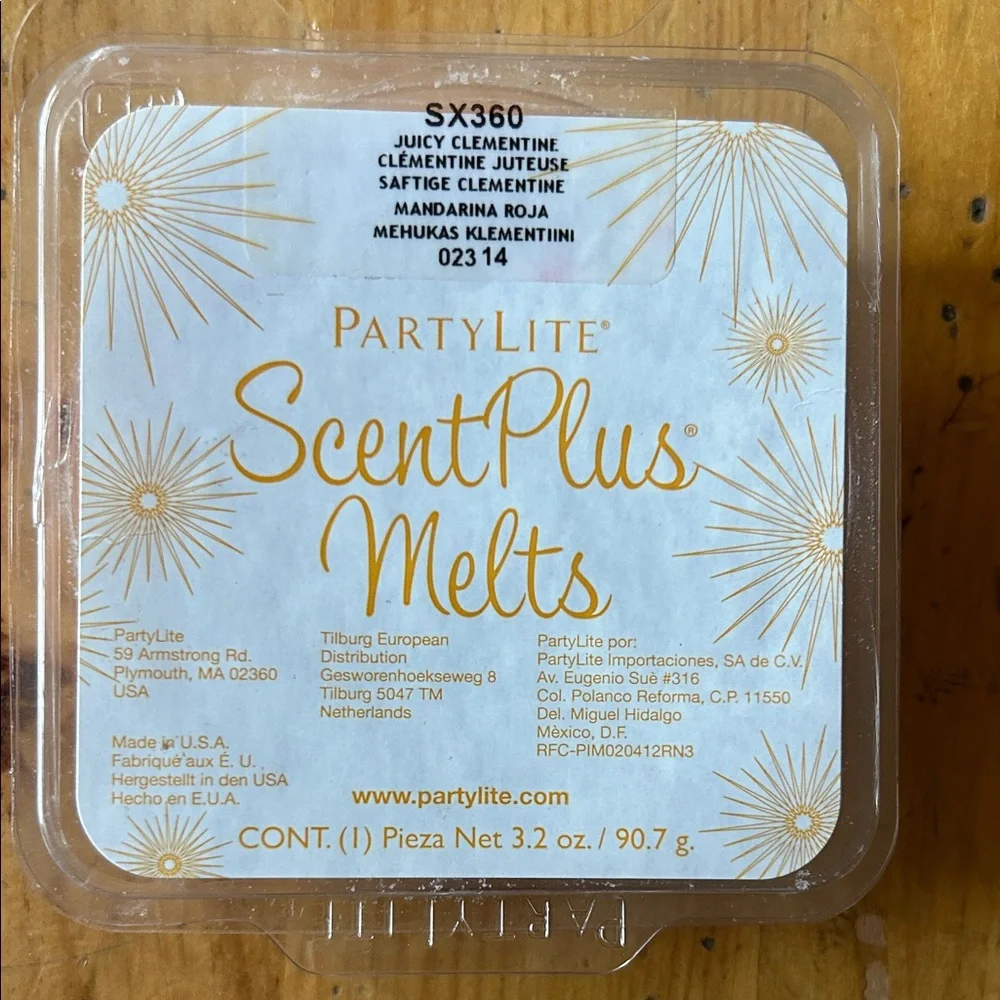 SX360
JUICY CLEMENTINE
CLÉMENTINE JUTEUSE
SAFTIGE CLEMENTINE
MANDARINA ROJA
MEHUKAS KLEMENTIINI
023 14
PARTYLITE®
ScentPlus®
Melts
PartyLite
59 Armstrong Rd.
Plymouth, MA 02360
USA
Tilburg European
Distribution
Gesworenhoekseweg 8
Tilburg 5047 TM
Netherlands
PartyLite por:
PartyLite Importaciones, SA de C.V.
Av. Eugenio Suè #316
Col. Polanco Reforma, C.P. 11550
Del. Miguel Hidalgo
Mèxico, D.F.
RFC-PIM020412RN3
Made in U.S.A.
Fabriqué aux É. U.
Hergestellt in den USA
Hecho en E.U.A.
www.partylite.com
CONT. (1) Pieza Net 3.2 oz. / 90.7 g.
PARTYLITE